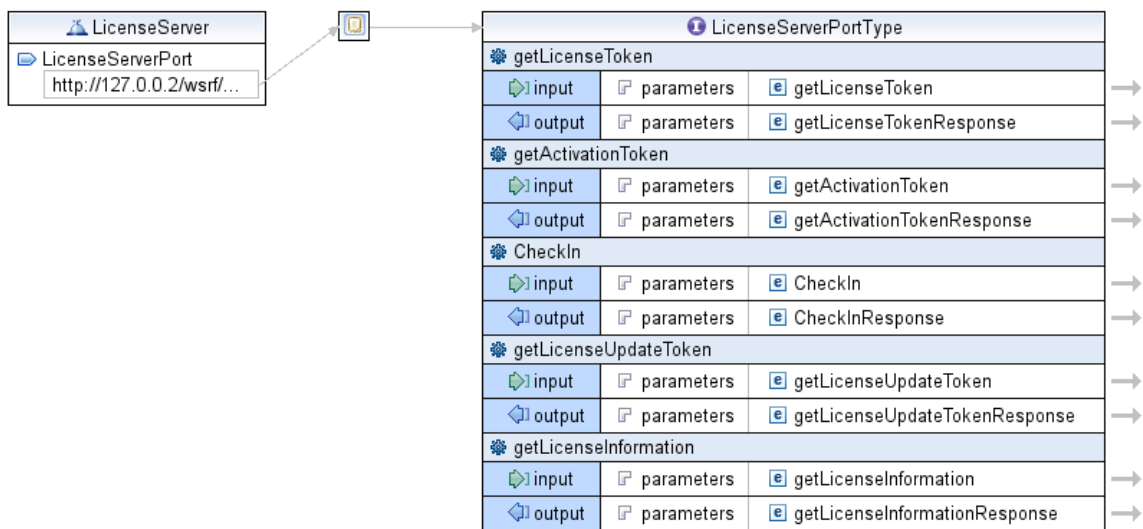 LicenseServer
LicenseServerPort
http://127.0.0.2/wsrf/...
LicenseServerPortType
getLicenseToken
input parameters getLicenseToken
output parameters getLicenseTokenResponse
getActivationToken
input parameters getActivationToken
output parameters getActivationTokenResponse
CheckIn
input parameters CheckIn
output parameters CheckInResponse
getLicenseUpdateToken
input parameters getLicenseUpdateToken
output parameters getLicenseUpdateTokenResponse
getLicenseInformation
input parameters getLicenseInformation
output parameters getLicenseInformationResponse